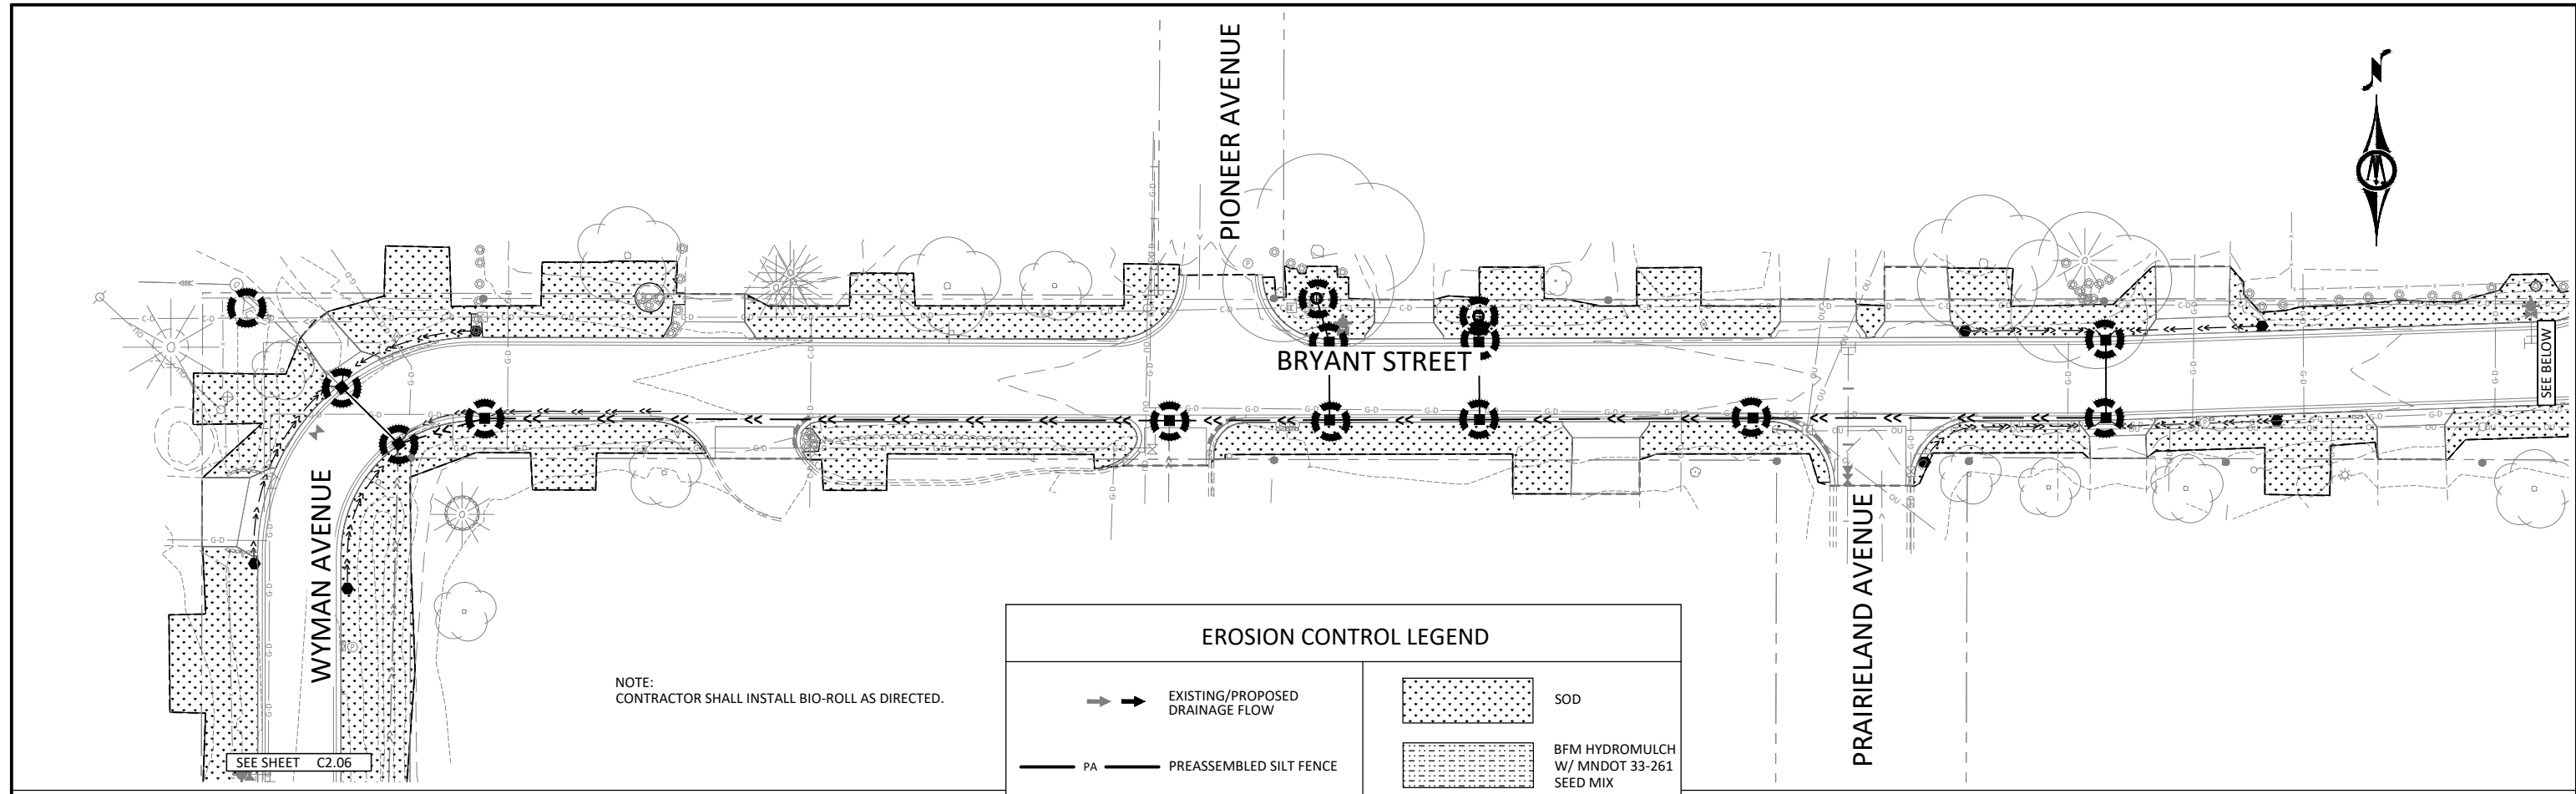 PIONEER AVENUE
N
BRYANT STREET
SEE BELOW
WYMAN AVENUE
PRAIRIELAND AVENUE
NOTE:
CONTRACTOR SHALL INSTALL BIO-ROLL AS DIRECTED.
SEE SHEET C2.06
EROSION CONTROL LEGEND
EXISTING/PROPOSED
DRAINAGE FLOW
SOD
PA
PREASSEMBLED SILT FENCE
BFM HYDROMULCH
W/ MNDOT 33-261
SEED MIX